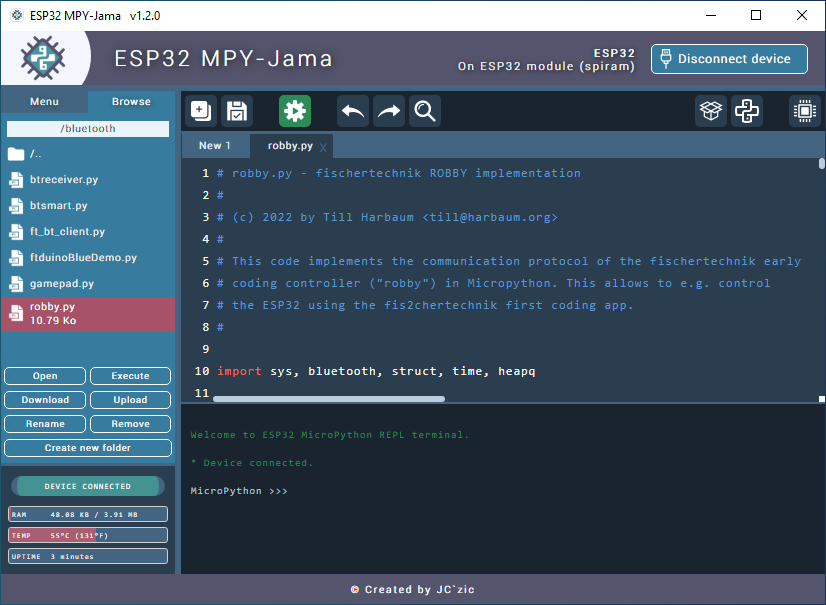 ESP32 MPY-Jama v1.2.0
ESP32 MPY-Jama
ESP32
On ESP32 module (spiram)
Disconnect device
Menu
Browse
/bluetooth
/..
btreceiver.py
btsmart.py
ft_bt_client.py
ftduinoBlueDemo.py
gamepad.py
robby.py
10.79 Ko
Open
Execute
Download
Upload
Rename
Remove
Create new folder
DEVICE CONNECTED
RAM 48.08 KB / 3.91 MB
TEMP 55ºC (131ºF)
UPTIME 3 minutes
New 1
robby.py x
1 # robby.py - fischertechnik ROBBY implementation
2 #
3 # (c) 2022 by Till Harbaum <till@harbaum.org>
4 #
5 # This code implements the communication protocol of the fischertechnik early
6 # coding controller ("robby") in Micropython. This allows to e.g. control
7 # the ESP32 using the fis2chertechnik first coding app.
8 #
9
10 import sys, bluetooth, struct, time, heapq
11
Welcome to ESP32 MicroPython REPL terminal.
* Device connected.
MicroPython >>>
© Created by JC`zic